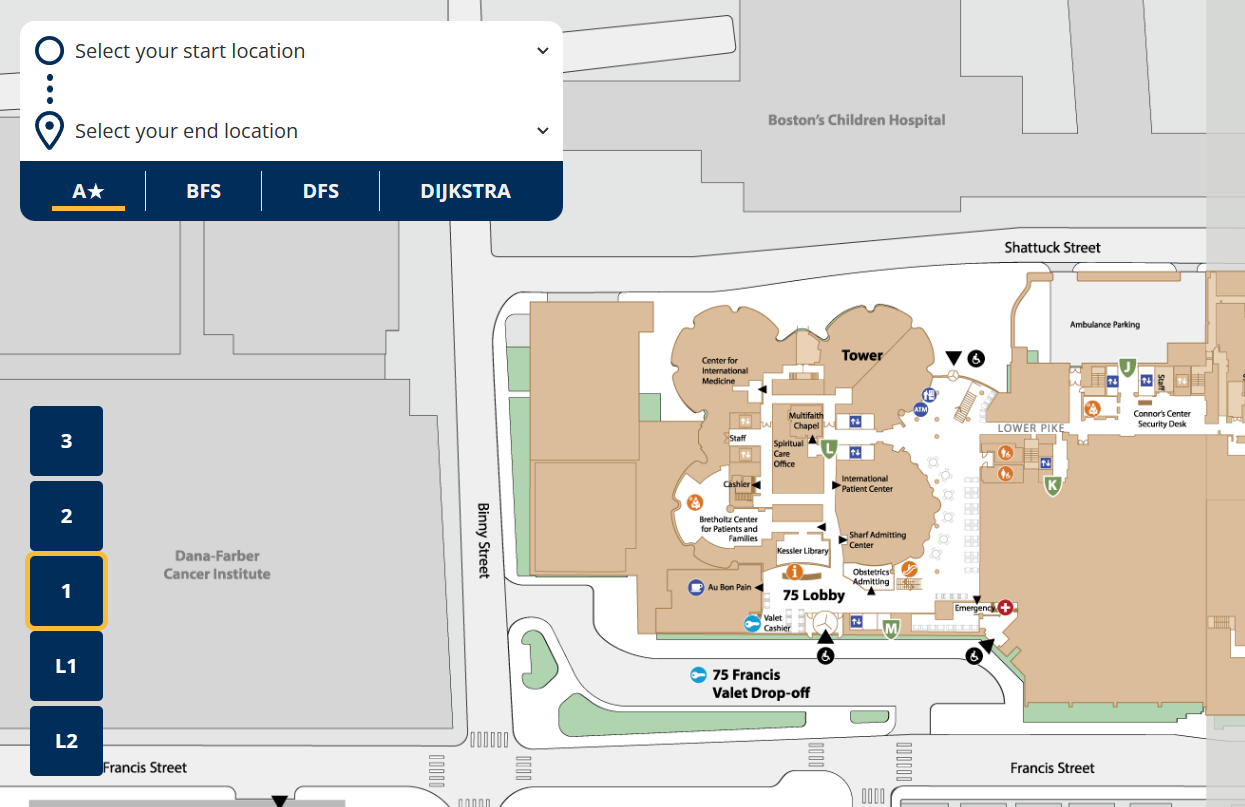 Select your start location
Select your end location
A★
BFS
DFS
DIJKSTRA
Boston's Children Hospital
Shattuck Street
Ambulance Parking
Center for
International
Medicine
Tower
ATM
J
Staff
Connor's Center
Security Desk
LOWER PIKE
Multifaith
Chapel
Staff
Spiritual
Care
Office
L
K
Cashier
International
Patient Center
Bretholtz Center
for Patients and
Families
Sharf Admitting
Center
Kessler Library
Obstetrics
Admitting
Au Bon Pain
75 Lobby
Emergency
Valet
Cashier
M
75 Francis
Valet Drop-off
Binny Street
Dana-Farber
Cancer Institute
3
2
1
L1
L2
Francis Street
Francis Street